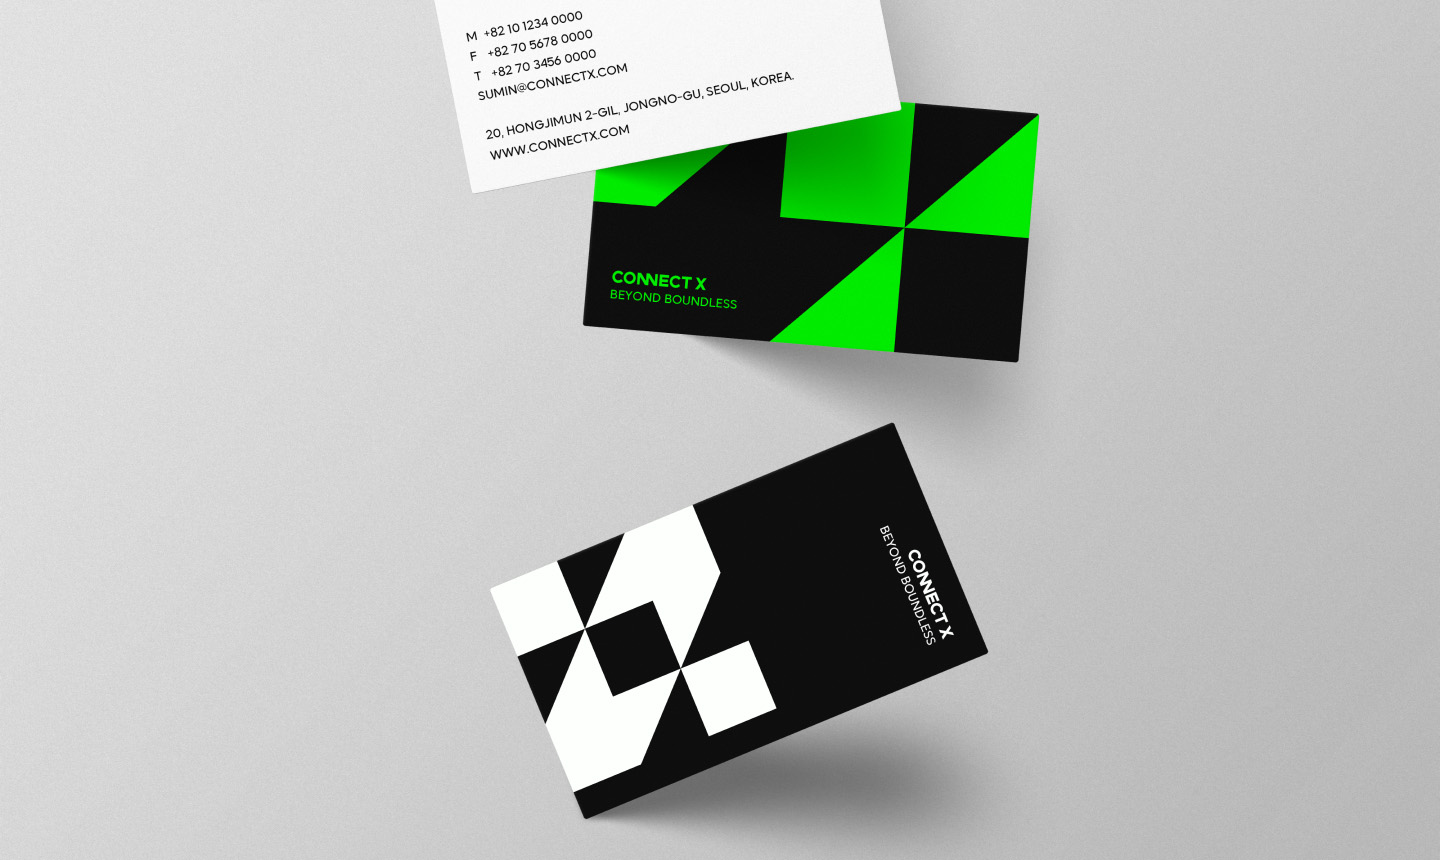 M +82 10 1234 0000
F +82 70 5678 0000
T +82 70 3456 0000
SUMIN@CONNECTX.COM
20, HONGJIMUN 2-GIL, JONGNO-GU, SEOUL, KOREA.
WWW.CONNECTX.COM
CONNECT X
BEYOND BOUNDLESS
CONNECT X
BEYOND BOUNDLESS